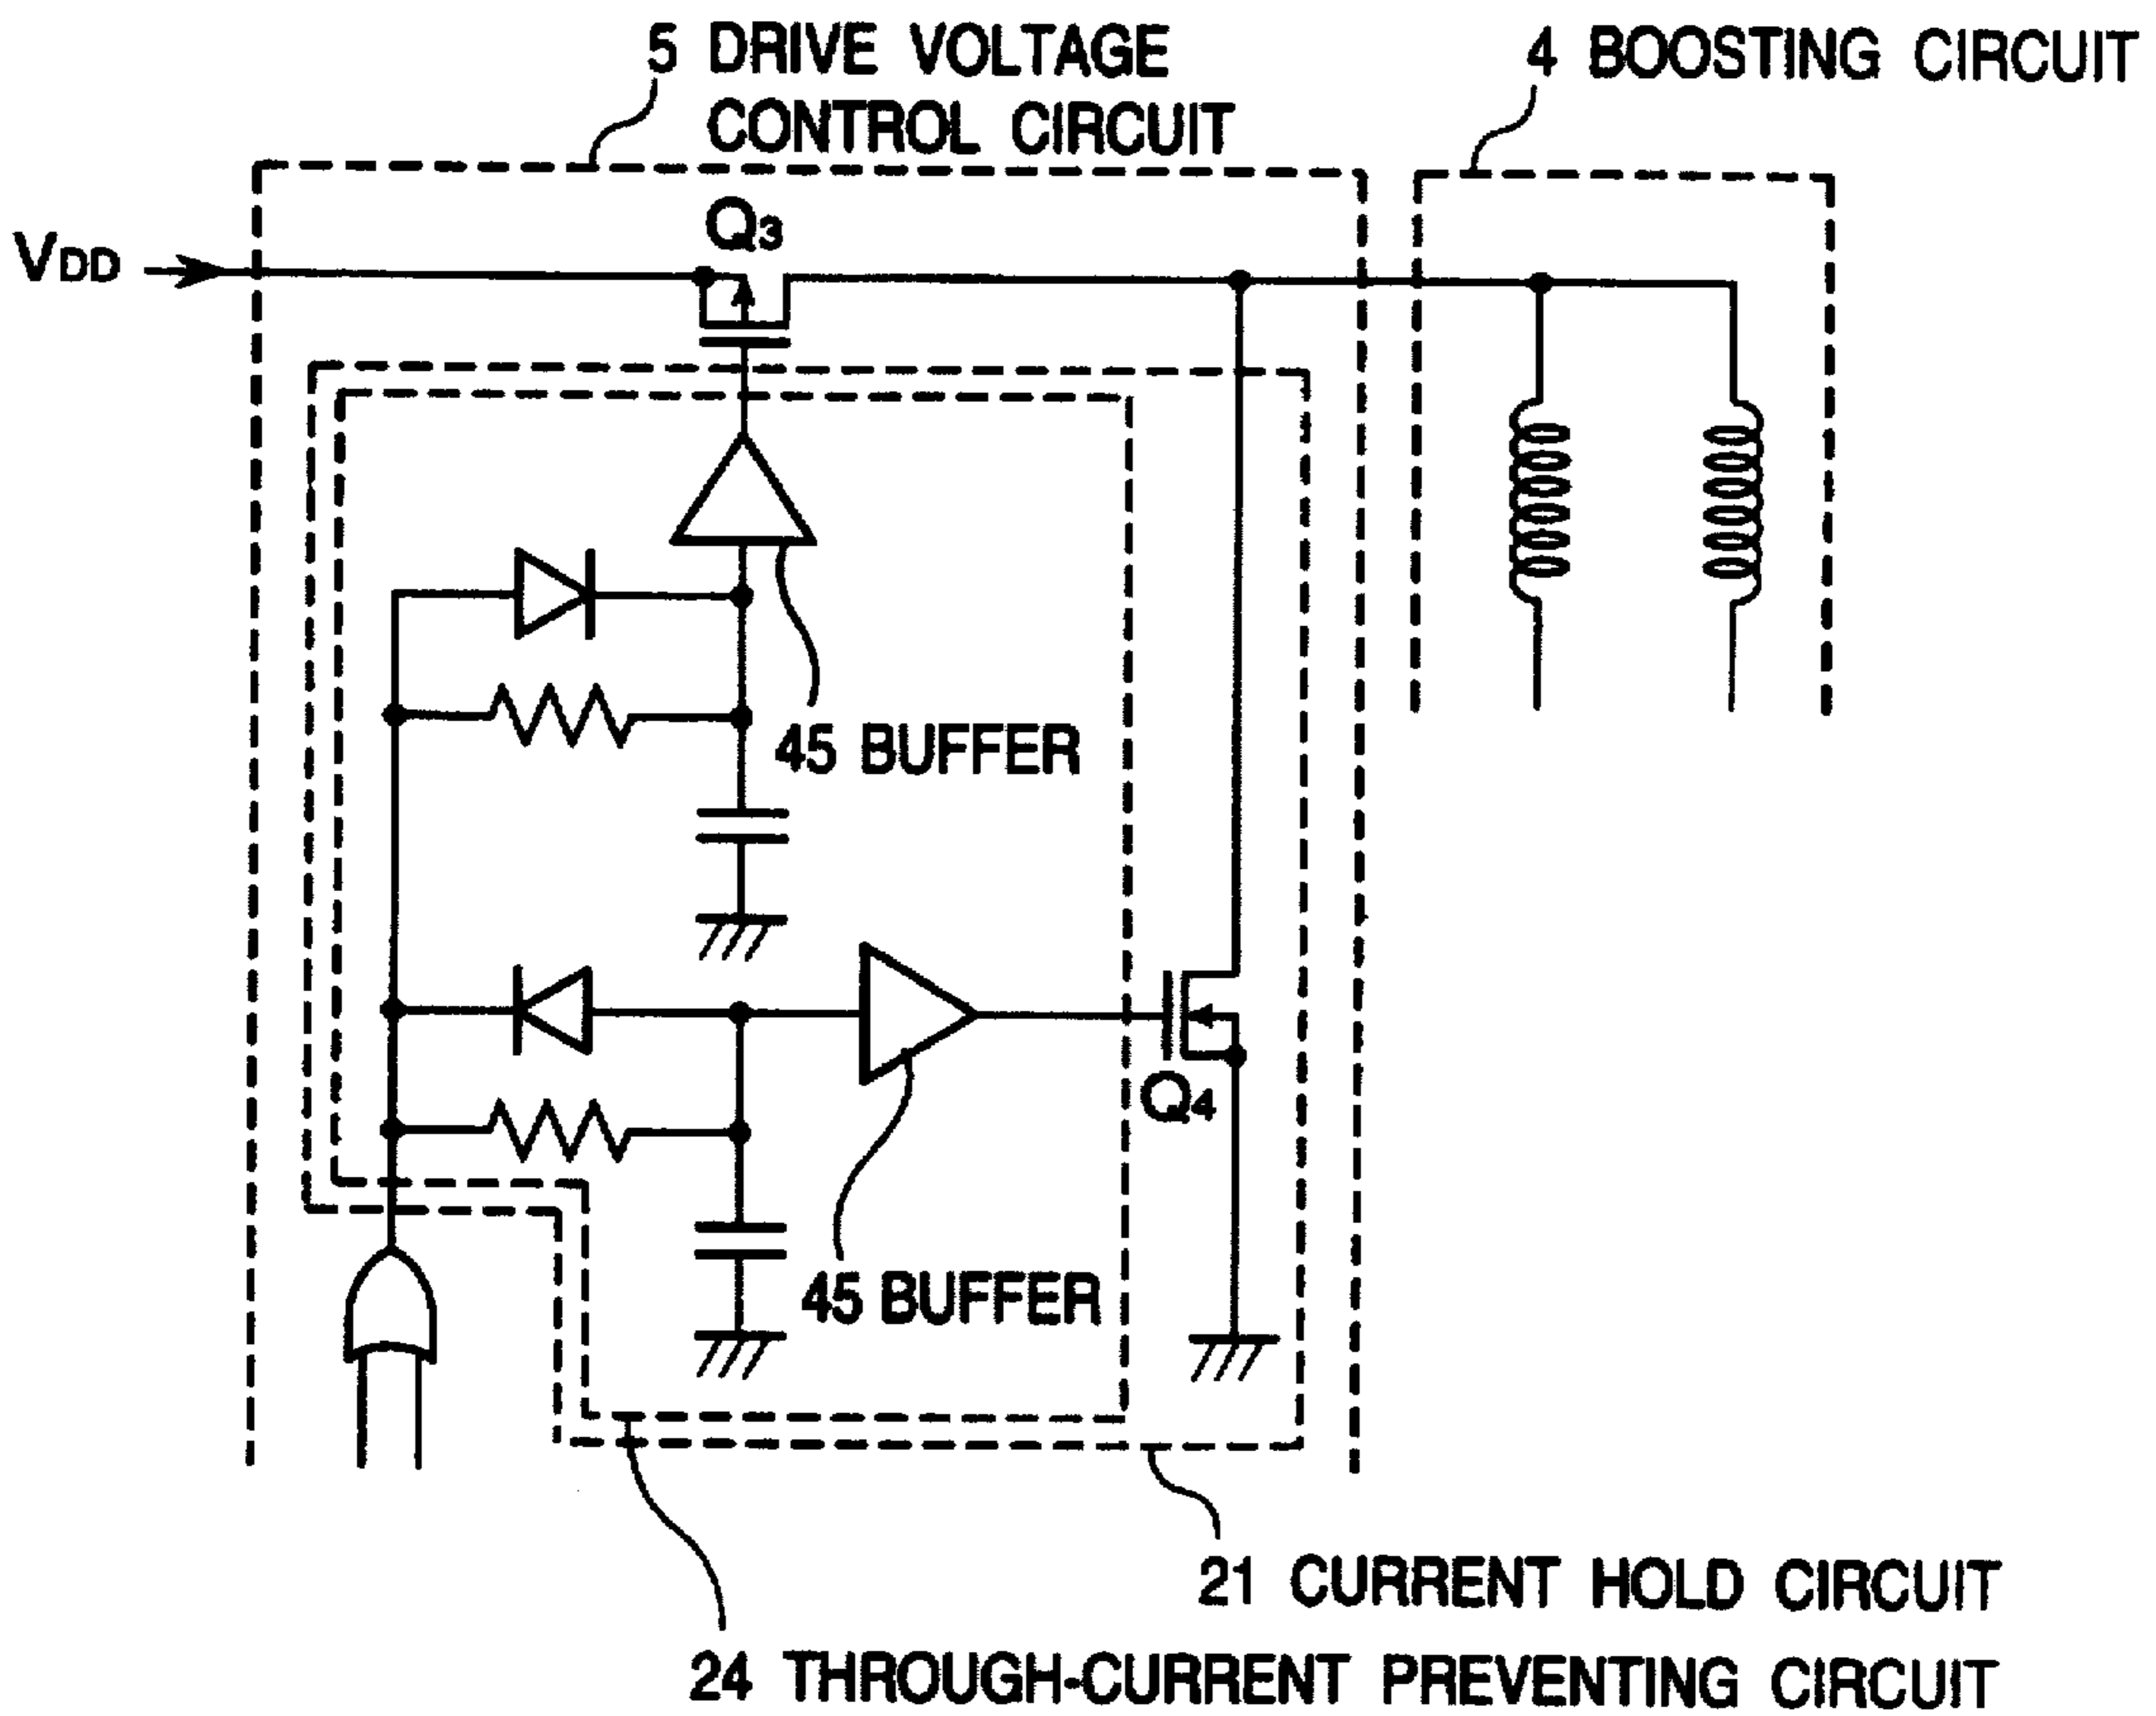 5 DRIVE VOLTAGE
CONTROL CIRCUIT
4 BOOSTING CIRCUIT
Q3
VDD
45 BUFFER
Q4
45 BUFFER
21 CURRENT HOLD CIRCUIT
24 THROUGH-CURRENT PREVENTING CIRCUIT